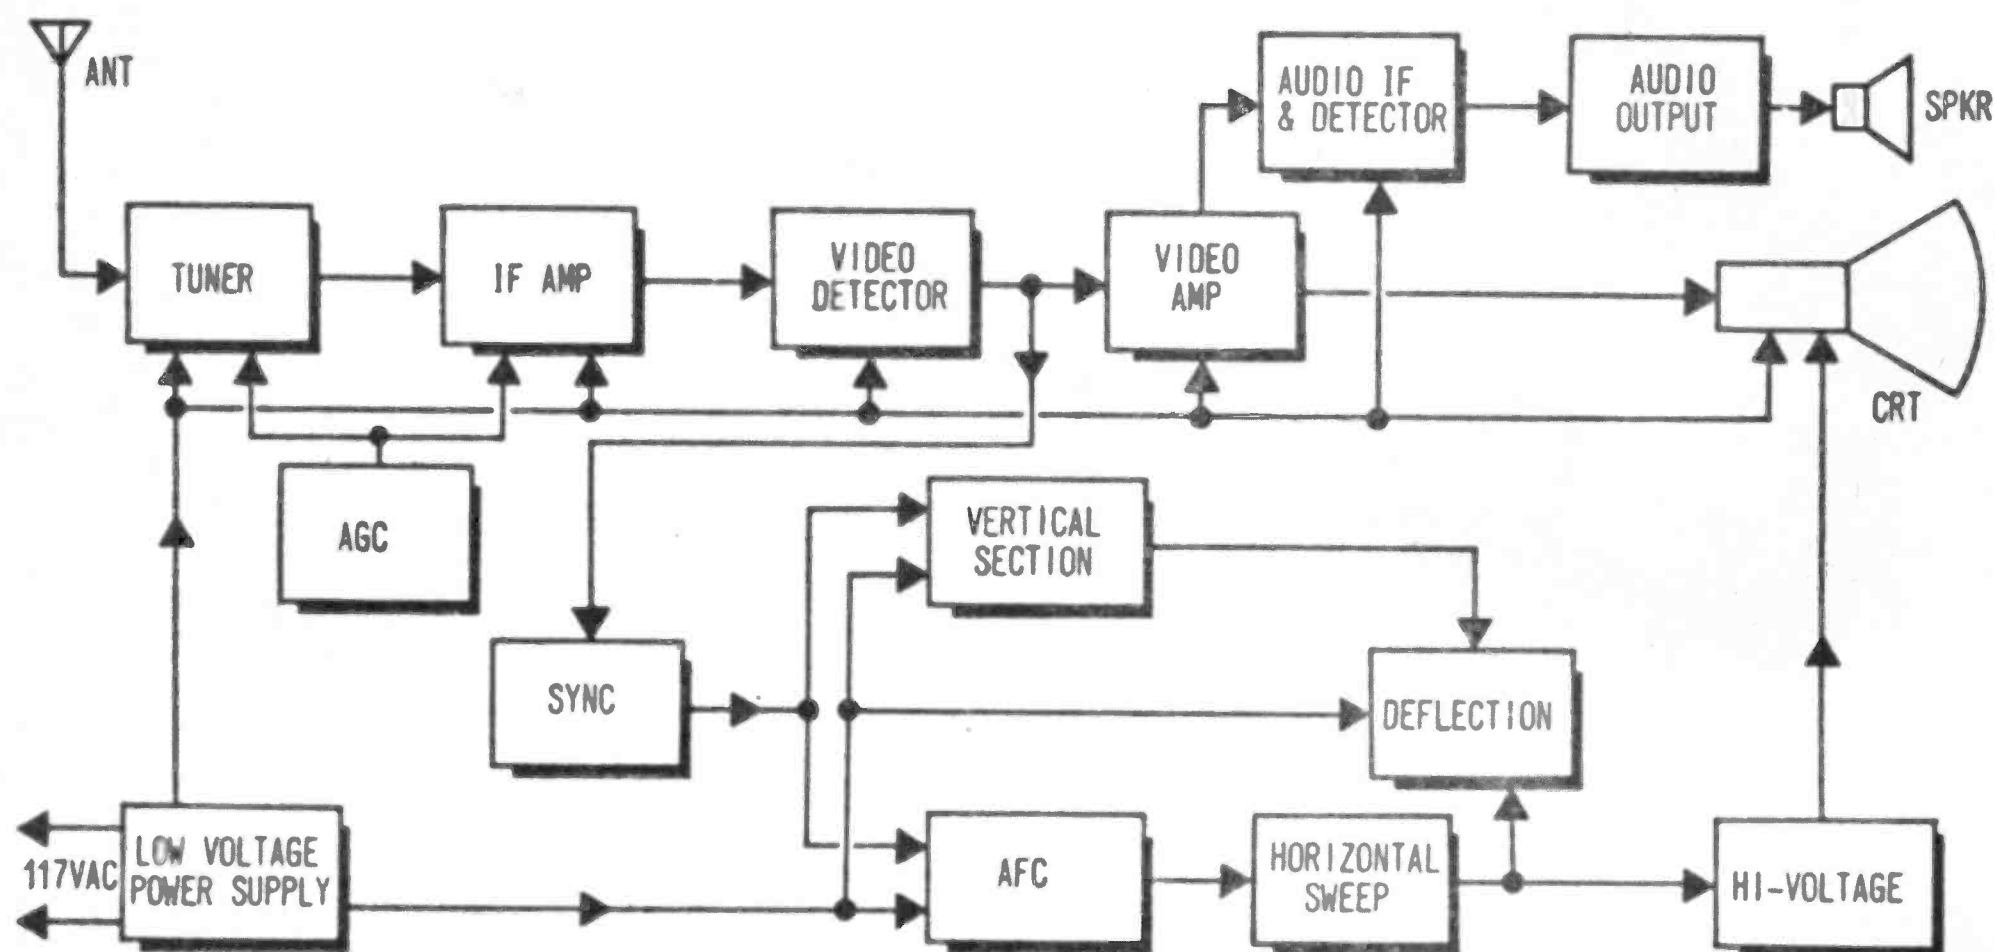 ANT
AUDIO IF
& DETECTOR
AUDIO
OUTPUT
SPKR
TUNER
IF AMP
VIDEO
DETECTOR
VIDEO
AMP
CRT
AGC
VERTICAL
SECTION
SYNC
DEFLECTION
117VAC
LOW VOLTAGE
POWER SUPPLY
AFC
HORIZONTAL
SWEEP
HI-VOLTAGE